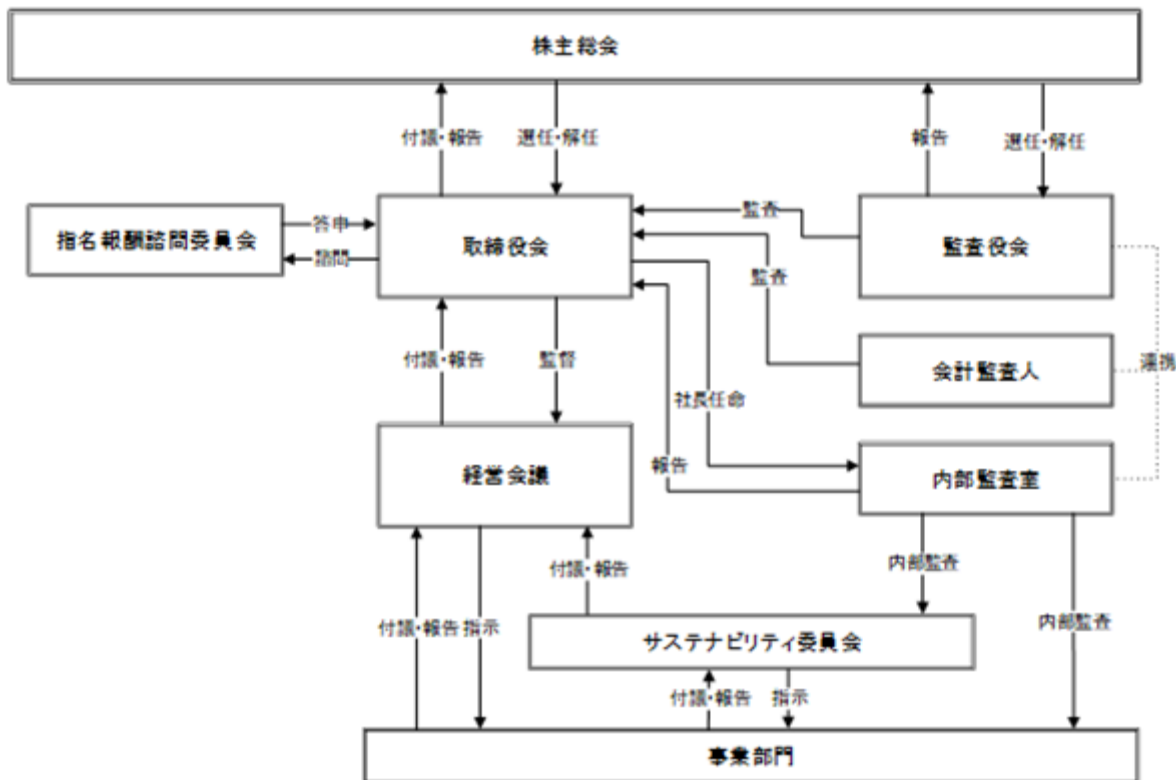 株主総会
付議・報告
選任・解任
報告
選任・解任
指名報酬諮問委員会
答申
諮問
取締役会
監査
監査
監査役会
付議・報告
監督
社長任命
報告
会計監査人
連携
経営会議
内部監査室
付議・報告
指示
付議・報告
内部監査
内部監査
サステナビリティ委員会
付議・報告
指示
事業部門